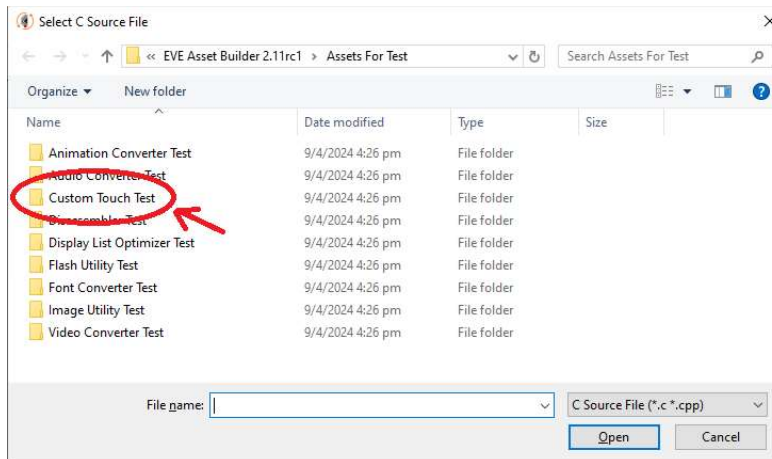 Select C Source File
« EVE Asset Builder 2.11rc1 › Assets For Test
Search Assets For Test
Organize New folder
Name Date modified Type Size
Animation Converter Test 9/4/2024 4:26 pm File folder
Audio Converter Test 9/4/2024 4:26 pm File folder
Custom Touch Test 9/4/2024 4:26 pm File folder
Disassembler Test 9/4/2024 4:26 pm File folder
Display List Optimizer Test 9/4/2024 4:26 pm File folder
Flash Utility Test 9/4/2024 4:26 pm File folder
Font Converter Test 9/4/2024 4:26 pm File folder
Image Utility Test 9/4/2024 4:26 pm File folder
Video Converter Test 9/4/2024 4:26 pm File folder
File name: C Source File (*.c *.cpp)
Open Cancel